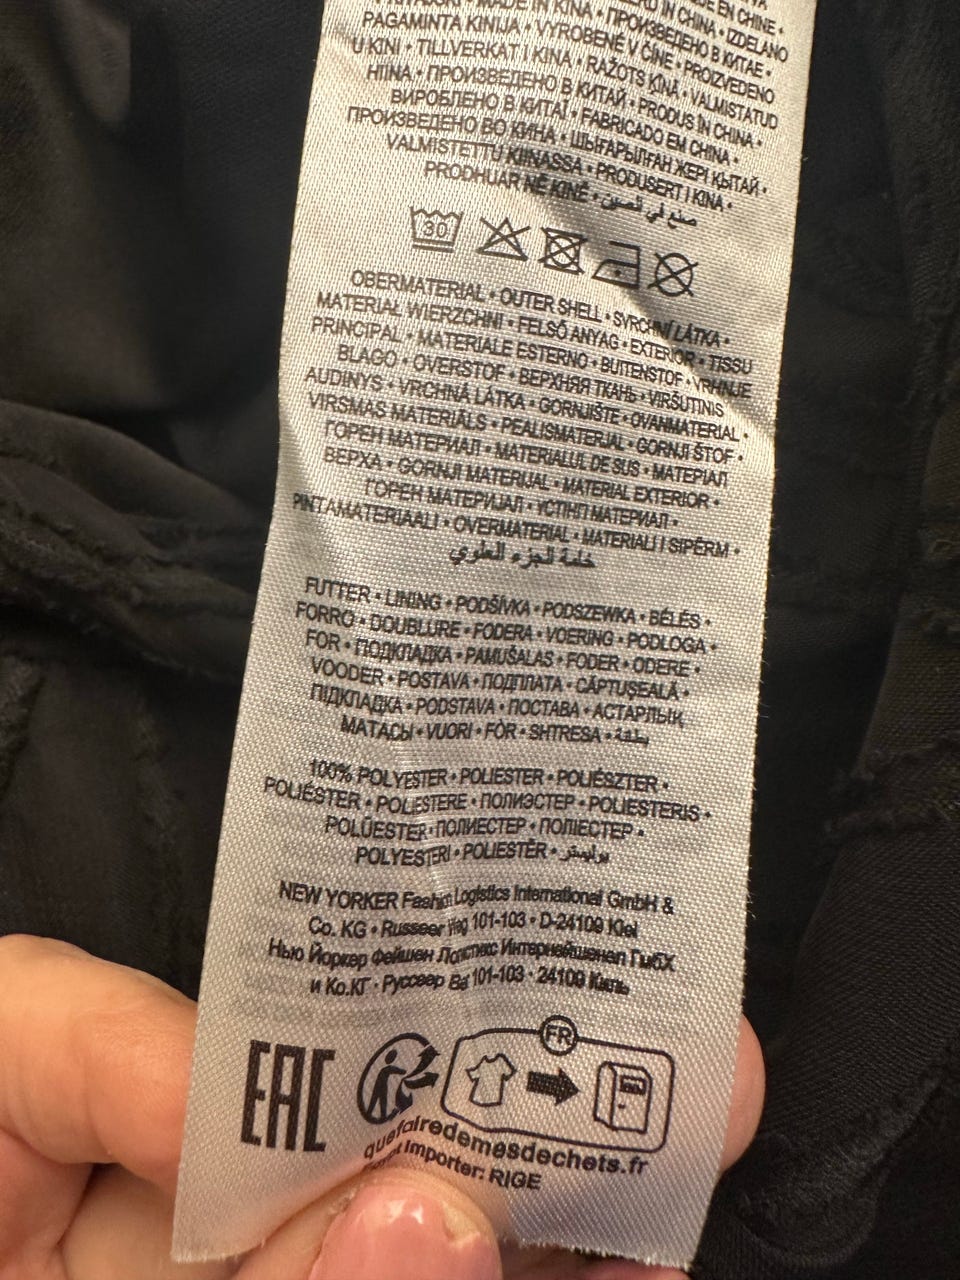 MADE IN KINA • ПРОИЗВЕДЕНО В КИТАЕ •
PAGAMINTA KINIJA • VYROBENÉ V ČÍNE • PROIZVEDENO
U KINI • TILLVERKAT I KINA • RAŽOTS ĶĪNĀ • VALMISTATUD
HIINA • ПРОИЗВЕДЕНО В КИТАЙ • PRODUS ÎN CHINA •
ВИРОБЛЕНО В КИТАЇ • FABRICADO EM CHINA •
ПРОИЗВЕДЕНО ВО КИНА • ШЫҒАРЫЛҒАН ЖЕРІ ҚЫТАЙ •
VALMISTETTU KIINASSA • PRODUSERT I KINA •
PRODHUAR NË KINË • صنع في الصين
30
OBERMATERIAL • OUTER SHELL • SVRCHNÍ LÁTKA •
MATERIAŁ WIERZCHNI • FELSŐ ANYAG • EXTERIOR • TISSU
PRINCIPAL • MATERIALE ESTERNO • BUITENSTOF • VRHNJE
BLAGO • OVERSTOF • ВЕРХНЯЯ ТКАНЬ • VIRŠUTINIS
AUDINYS • VRCHNÁ LÁTKA • GORNJIŠTE • OVANMATERIAL •
VIRSMAS MATERIĀLS • PEALISMATERJAL • GORNJI ŠTOF •
ГОРЕН МАТЕРИАЛ • MATERIALUL DE SUS • МАТЕРІАЛ
ВЕРХА • GORNJI MATERIJAL • MATERIAL EXTERIOR •
ГОРЕН МАТЕРИЈАЛ • ҮСТІҢГІ МАТЕРИАЛ •
PINTAMATERIAALI • OVERMATERIAL • MATERIALI I SIPËRM •
خامة الجزء العلوي
FUTTER • LINING • PODŠÍVKA • PODSZEWKA • BÉLÉS •
FORRO • DOUBLURE • FODERA • VOERING • PODLOGA •
FOR • ПОДКЛАДКА • PAMUŠALAS • FODER • ODERE •
VOODER • POSTAVA • ПОДПЛАТА • CĂPTUȘEALĂ •
ПІДКЛАДКА • PODSTAVA • ПОСТАВА • АСТАРЛЫҚ
МАТАСЫ • VUORI • FÒR • SHTRESA • بطانة
100% POLYESTER • POLIESTER • POLIÉSZTER •
POLIÉSTER • POLIESTERE • ПОЛИЭСТЕР • POLIESTERIS •
POLÜESTER • ПОЛИЕСТЕР • ПОЛІЕСТЕР •
POLYESTERI • POLIESTËR • بوليستر
NEW YORKER Fashion Logistics International GmbH &
Co. KG • Russeer Weg 101-103 • D-24109 Kiel
Нью Йоркер Фейшен Логистикс Интернейшенел ГмбХ
и Ко.КГ • Руссеер Вег 101-103 • 24109 Киль
EAC
FR
quefairedemesdechets.fr
Egypt Importer: RIGE